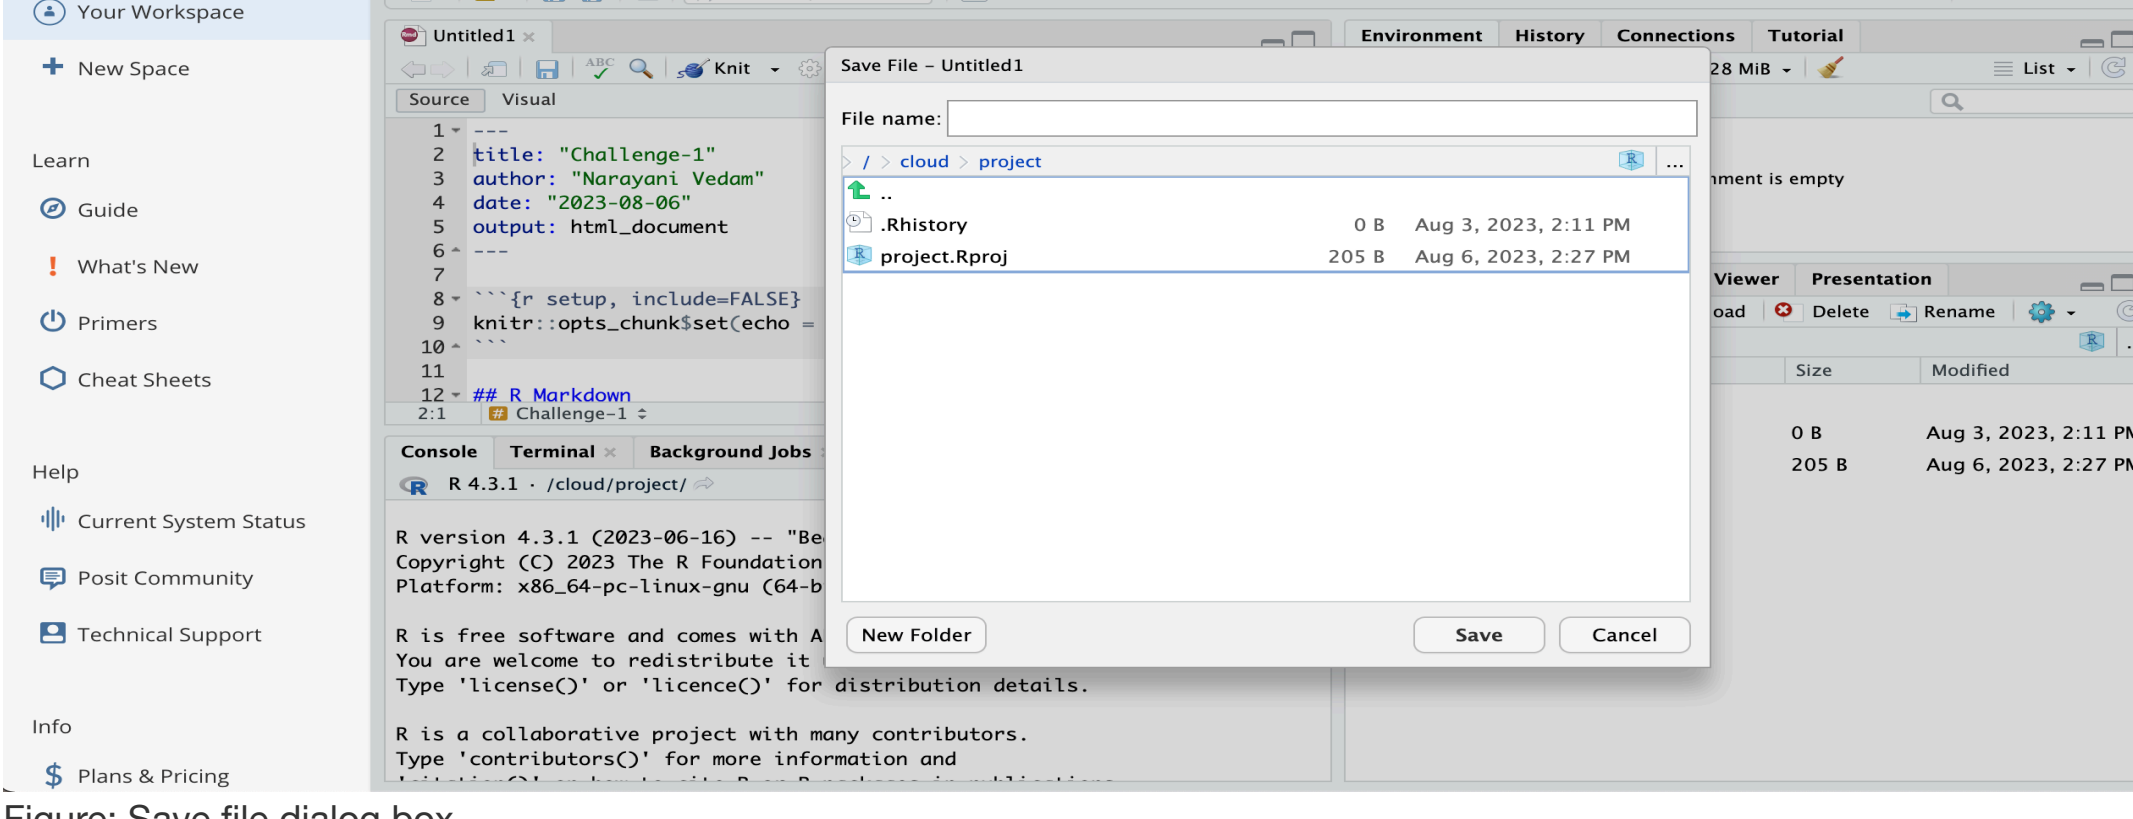 Your Workspace
New Space
Learn
Guide
What's New
Primers
Cheat Sheets
Help
Current System Status
Posit Community
Technical Support
Info
$ Plans & Pricing
Untitled1
ABC Knit
Source Visual
1 ---
2 title: "Challenge-1"
3 author: "Narayani Vedam"
4 date: "2023-08-06"
5 output: html_document
6 ---
7
8 ```{r setup, include=FALSE}
9 knitr::opts_chunk$set(echo =
10 ```
11
12 ## R Markdown
2:1 # Challenge-1
Console Terminal Background Jobs
R R 4.3.1 · /cloud/project/
R version 4.3.1 (2023-06-16) -- "Be
Copyright (C) 2023 The R Foundation
Platform: x86_64-pc-linux-gnu (64-b
R is free software and comes with A
You are welcome to redistribute it
Type 'license()' or 'licence()' for distribution details.
R is a collaborative project with many contributors.
Type 'contributors()' for more information and
Save File - Untitled1
File name:
/ > cloud > project R ...
..
.Rhistory 0 B Aug 3, 2023, 2:11 PM
R project.Rproj 205 B Aug 6, 2023, 2:27 PM
New Folder Save Cancel
Environment History Connections Tutorial
28 MiB List
nment is empty
Viewer Presentation
oad Delete Rename
R
Size Modified
0 B Aug 3, 2023, 2:11 PM
205 B Aug 6, 2023, 2:27 PM
Figure: Save file dialog box